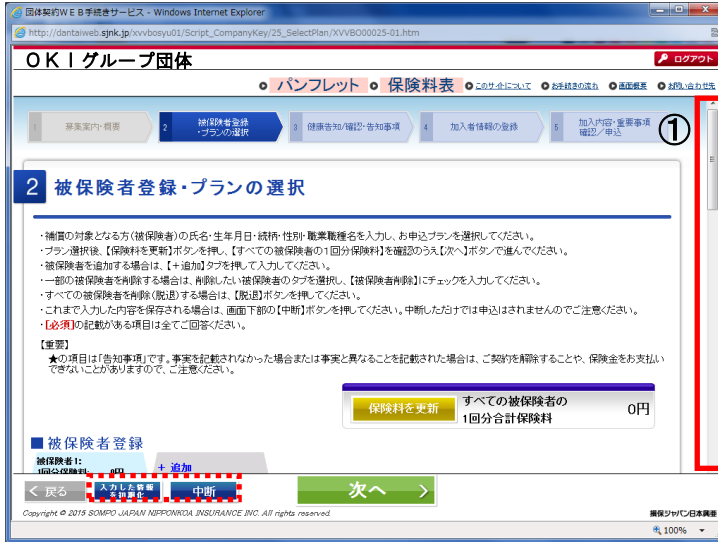 団体契約WEB手続きサービス - Windows Internet Explorer
http://dantaiweb.sjnk.jp/xvvbosyu01/Script_CompanyKey/25_SelectPlan/XVVBO00025-01.htm
OKIグループ団体
ログアウト
パンフレット 保険料表 このサイトについて お手続きの流れ 画面概要 お問い合わせ先
1 募集案内・概要
2 被保険者登録・プランの選択
3 健康告知/確認・告知事項
4 加入者情報の登録
5 加入内容・重要事項確認/申込
①
2 被保険者登録・プランの選択
・補償の対象となる方(被保険者)の氏名・生年月日・続柄・性別・職業職種名を入力し、お申込プランを選択してください。
・プラン選択後、【保険料を更新】ボタンを押し、【すべての被保険者の1回分保険料】を確認のうえ【次へ】ボタンで進んでください。
・被保険者を追加する場合は、【+追加】タブを押して入力してください。
・一部の被保険者を削除する場合は、削除したい被保険者のタブを選択し、【被保険者削除】にチェックを入力してください。
・すべての被保険者を削除(脱退)する場合は、【脱退】ボタンを押してください。
・これまで入力した内容を保存される場合は、画面下部の【中断】ボタンを押してください。中断しただけでは申込はされませんのでご注意ください。
・【必須】の記載がある項目は全てご回答ください。
【重要】
★の項目は「告知事項」です。事実を記載されなかった場合または事実と異なることを記載された場合は、ご契約を解除することや、保険金をお支払い
できないことがありますので、ご注意ください。
保険料を更新
すべての被保険者の
1回分合計保険料
0円
■被保険者登録
被保険者1:
1回分保険料: 0円
+ 追加
< 戻る
入力した情報
を初期化
中断
次へ >
Copyright © 2015 SOMPO JAPAN NIPPONKOA INSURANCE INC. All rights reserved.
損保ジャパン日本興亜
100%